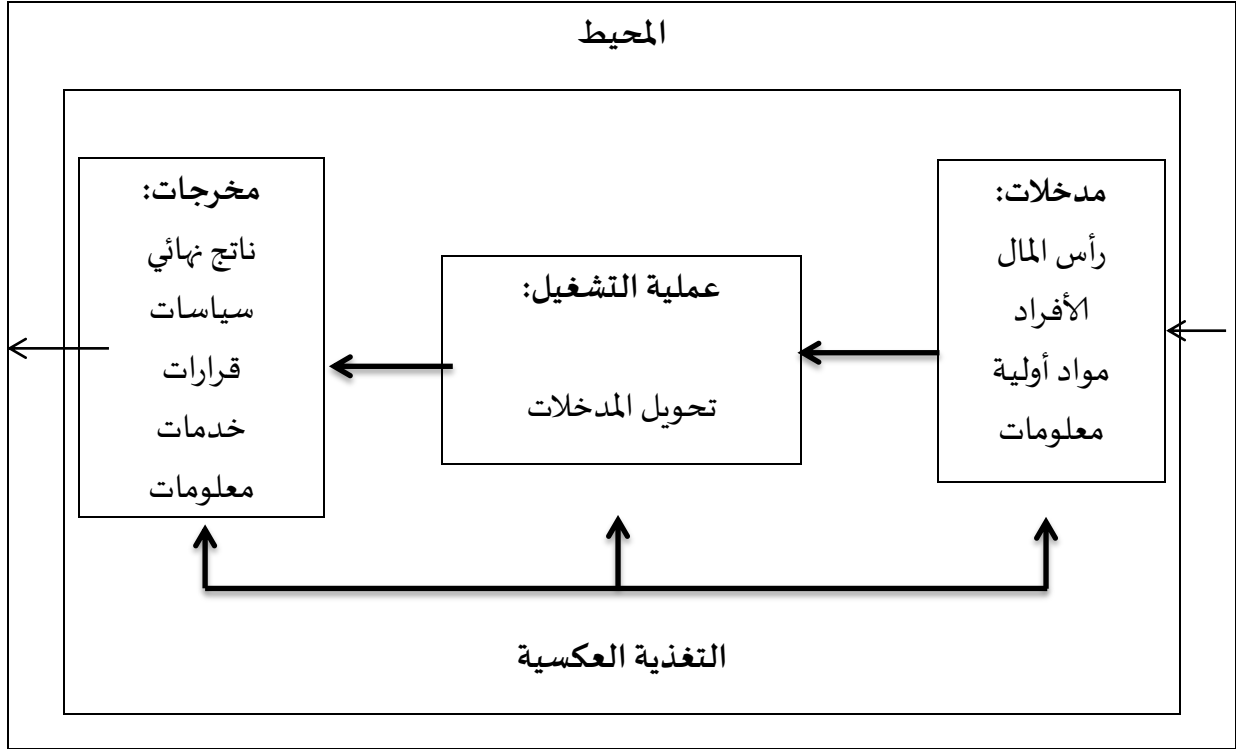 المحيط
مدخلات:
رأس المال
الأفراد
مواد أولية
معلومات
عملية التشغيل:
تحويل المدخلات
مخرجات:
ناتج نهائي
سياسات
قرارات
خدمات
معلومات
التغذية العكسية